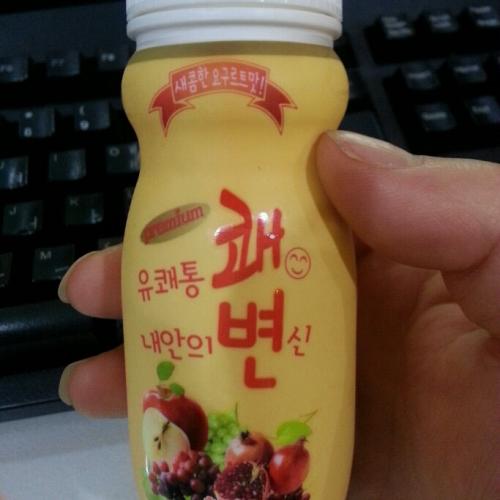 새콤한 요구르트맛!
premium
유쾌통 쾌
내안의 변신